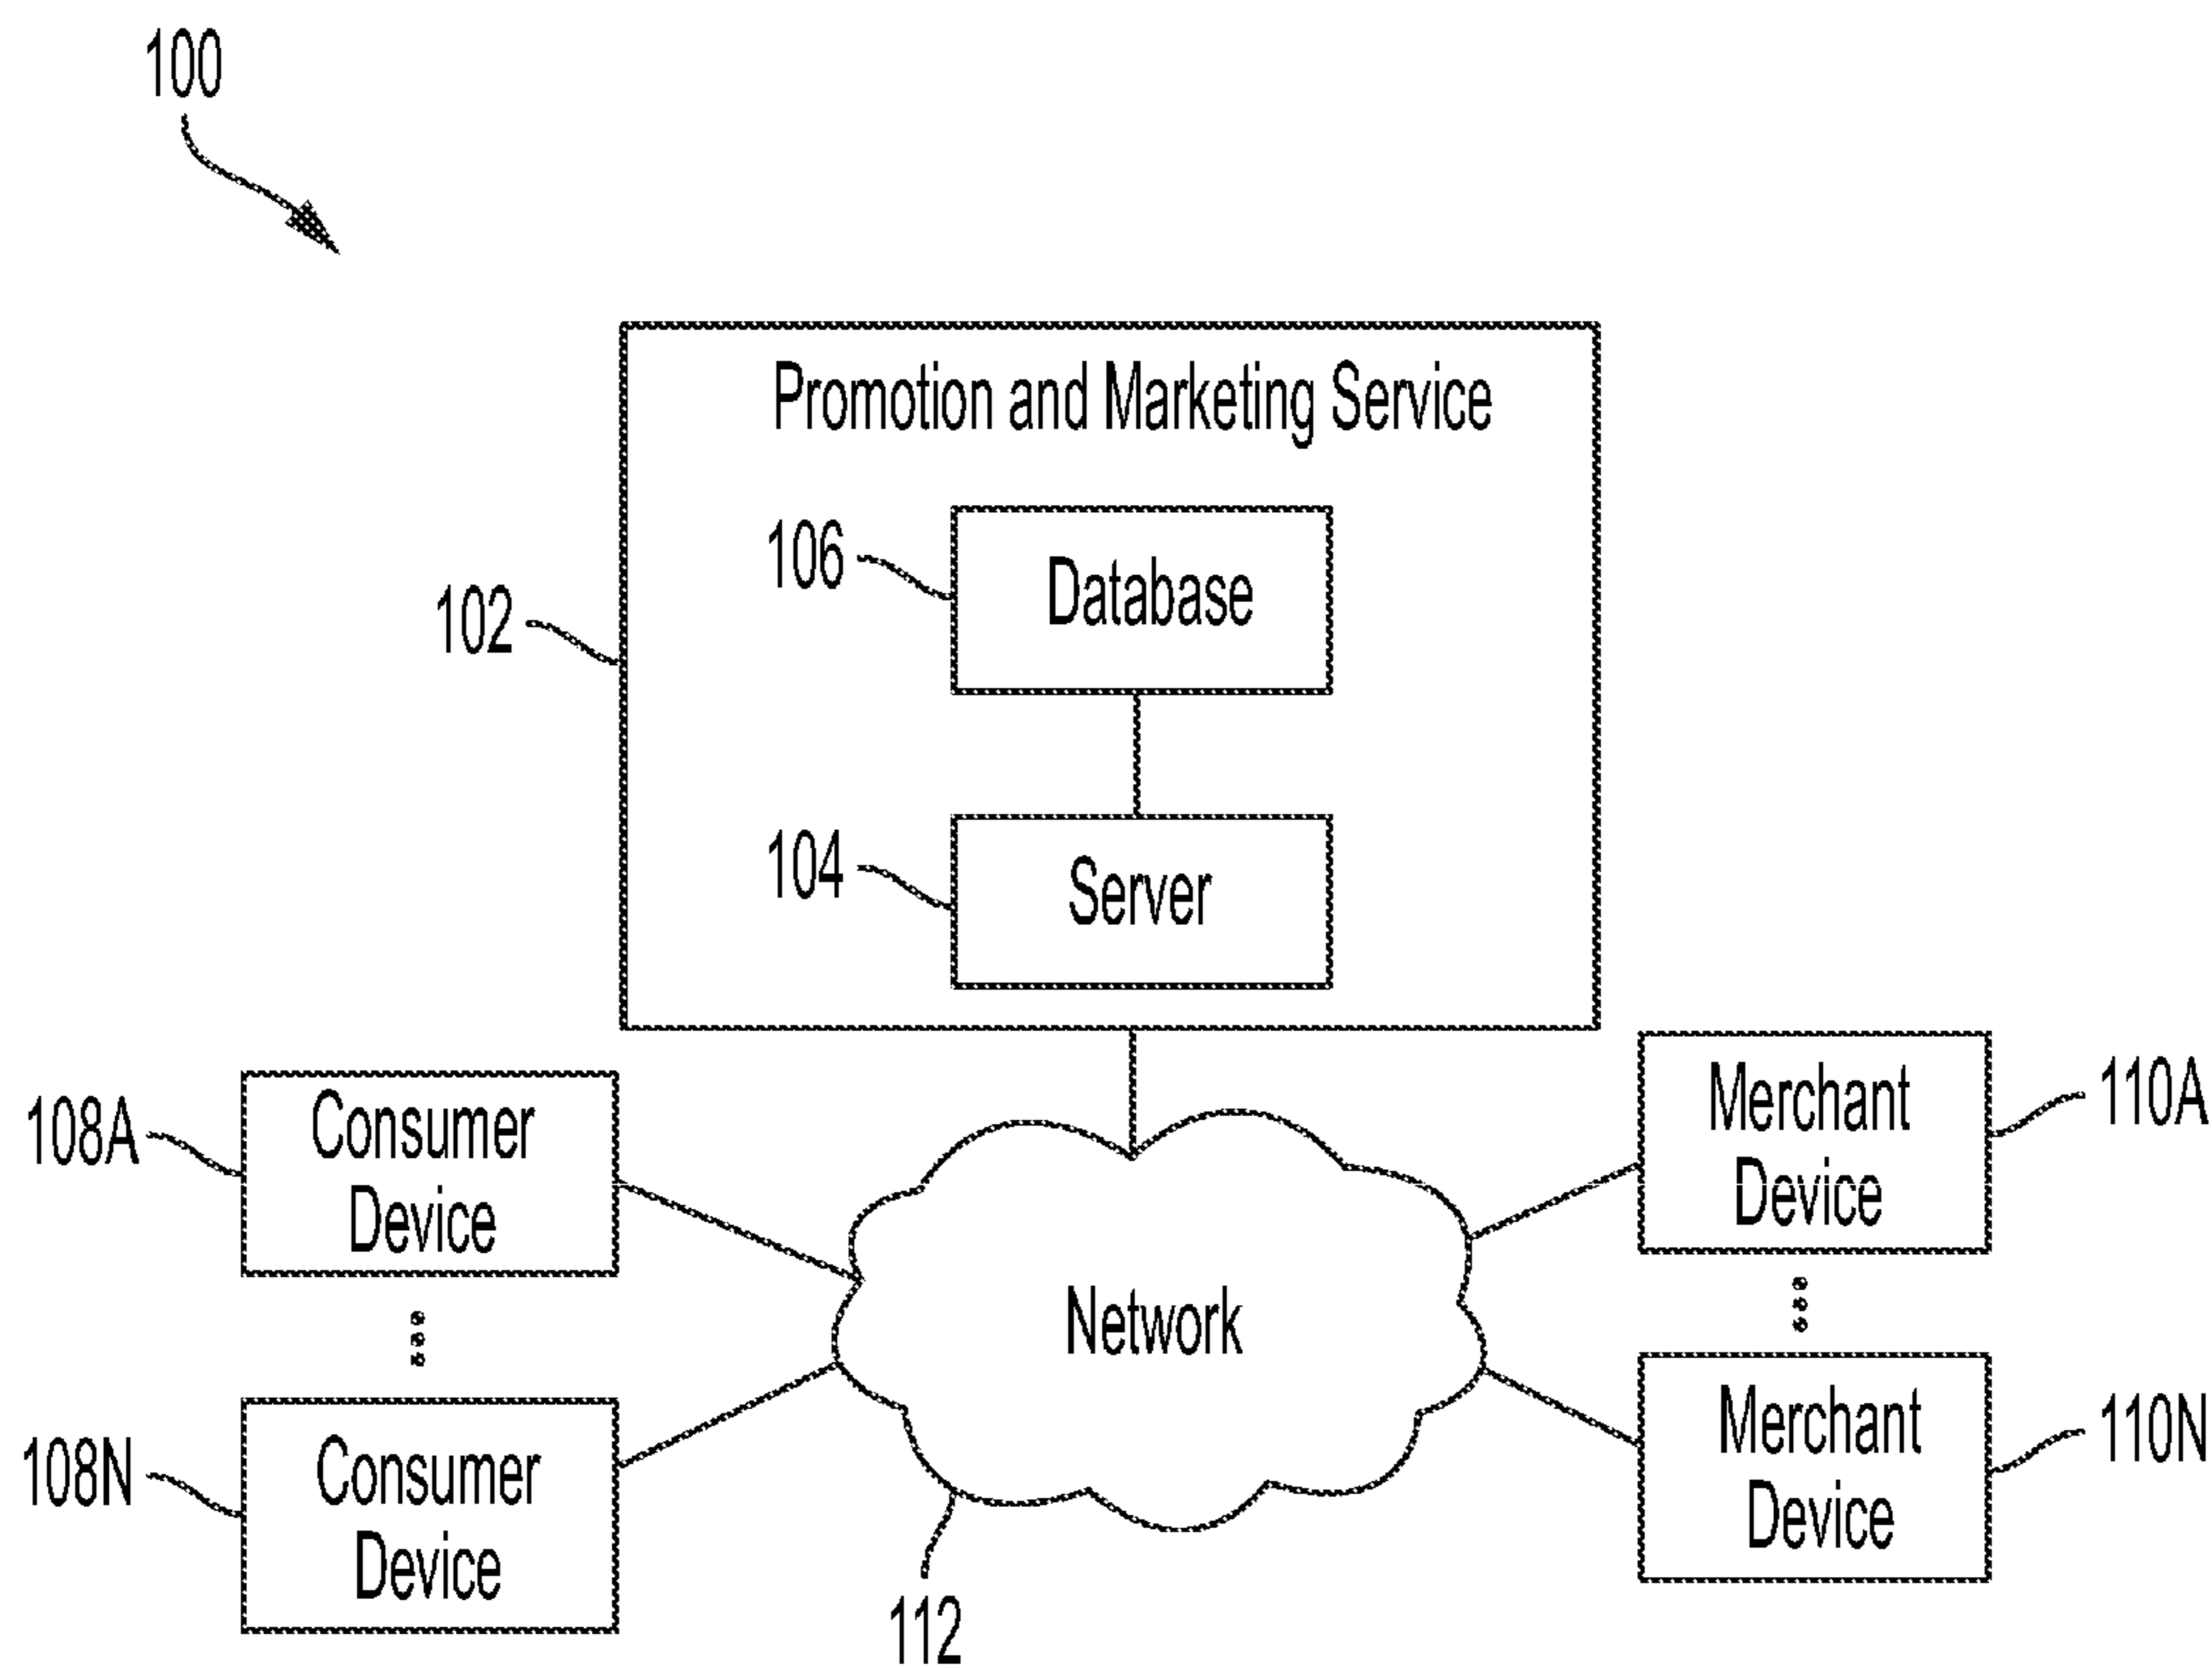 100
Promotion and Marketing Service
106
Database
102
104
Server
108A
Consumer
Device
Merchant
Device
110A
Network
108N
Consumer
Device
Merchant
Device
110N
112